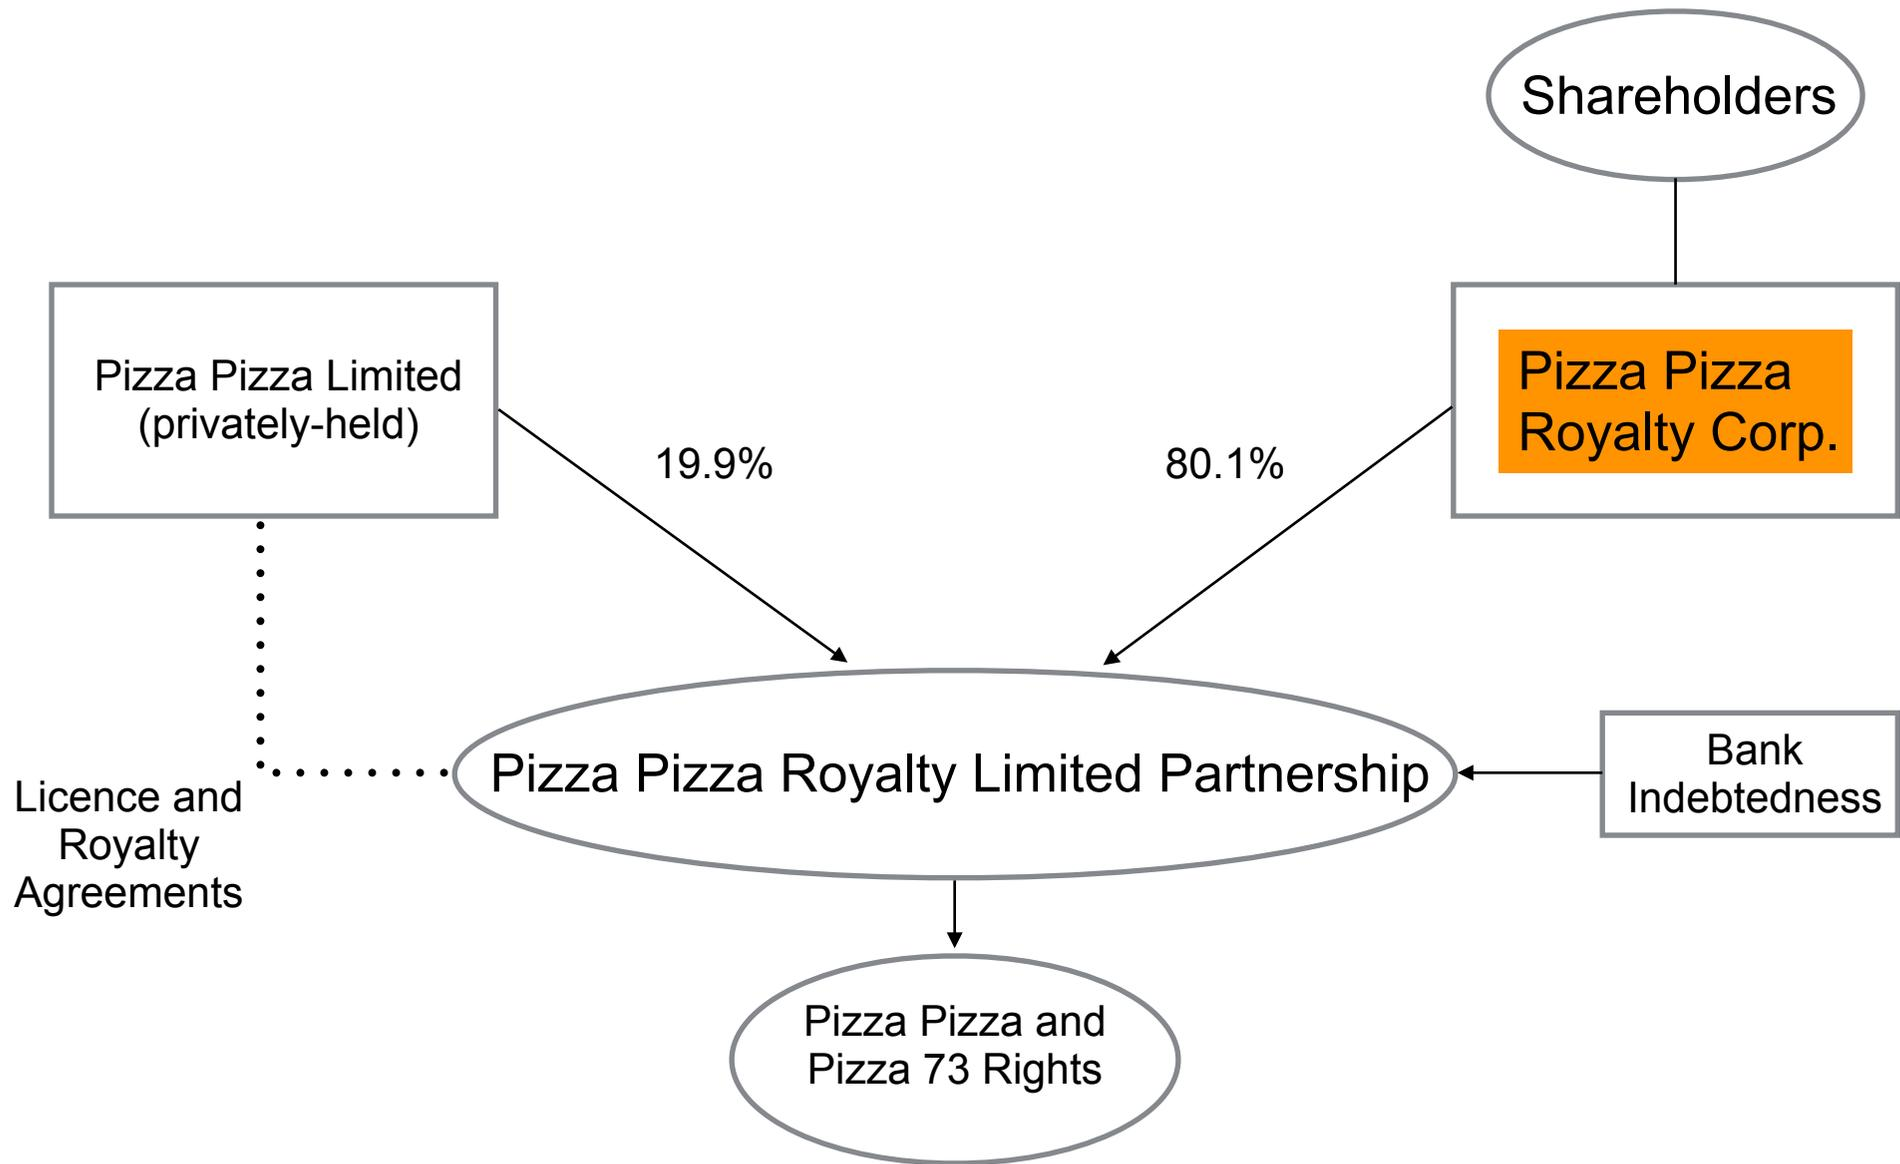 Shareholders
Pizza Pizza Limited
(privately-held)
Pizza Pizza
Royalty Corp.
19.9%
80.1%
Pizza Pizza Royalty Limited Partnership
Bank
Indebtedness
Licence and
Royalty
Agreements
Pizza Pizza and
Pizza 73 Rights